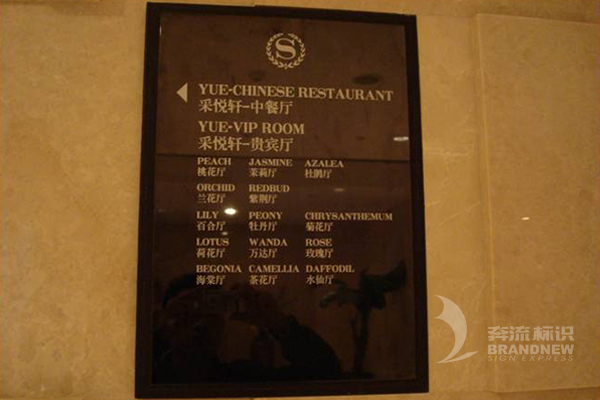 S
YUE-CHINESE RESTAURANT
采悦轩-中餐厅
YUE-VIP ROOM
采悦轩-贵宾厅
PEACH JASMINE AZALEA
桃花厅 茉莉厅 杜鹃厅
ORCHID REDBUD
兰花厅 紫荆厅
LILY PEONY CHRYSANTHEMUM
百合厅 牡丹厅 菊花厅
LOTUS WANDA ROSE
荷花厅 万达厅 玫瑰厅
BEGONIA CAMELLIA DAFFODIL
海棠厅 茶花厅 水仙厅
奔流标识
BRANDNEW
SIGN EXPRESS